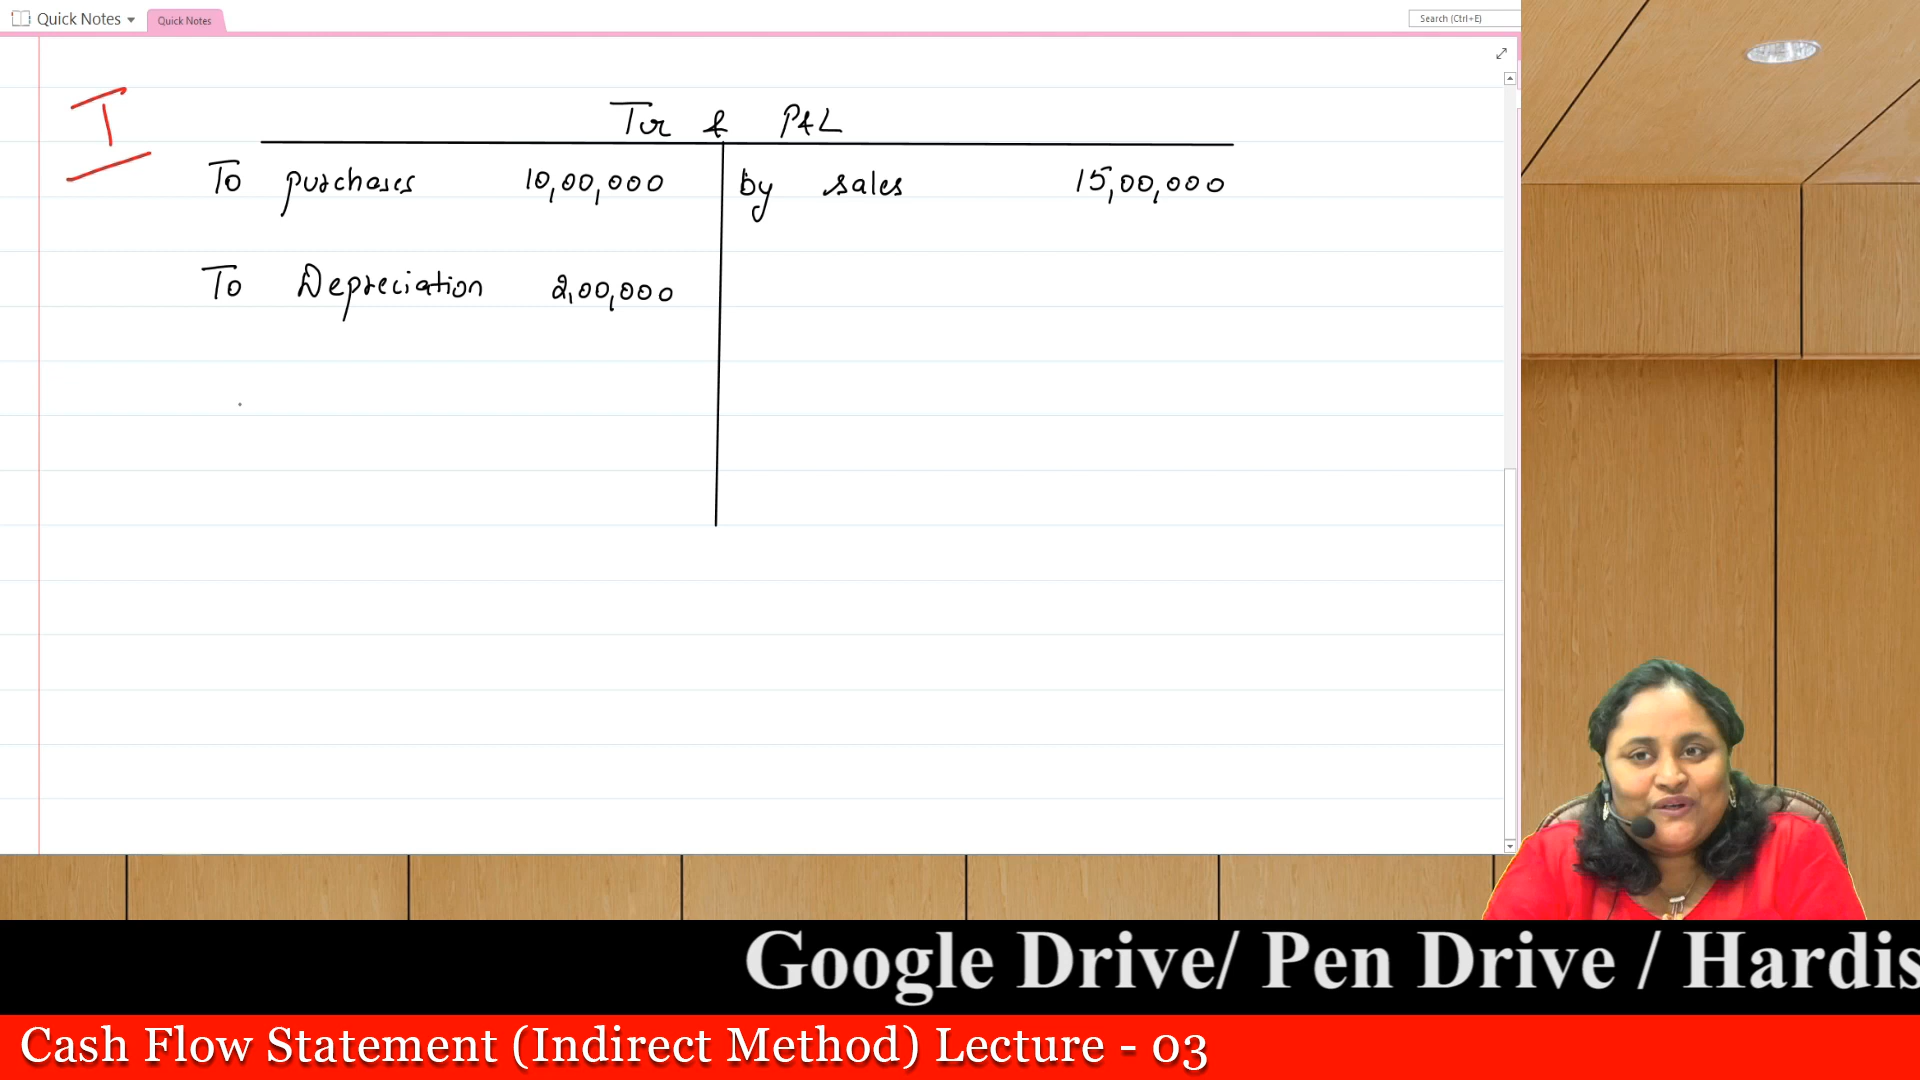 Quick Notes
Quick Notes
Search (Ctrl+E)
I
Tr & P&L
To purchases 10,00,000 by sales 15,00,000
To Depreciation 2,00,000
Google Drive/ Pen Drive / Hardis
Cash Flow Statement (Indirect Method) Lecture - 03